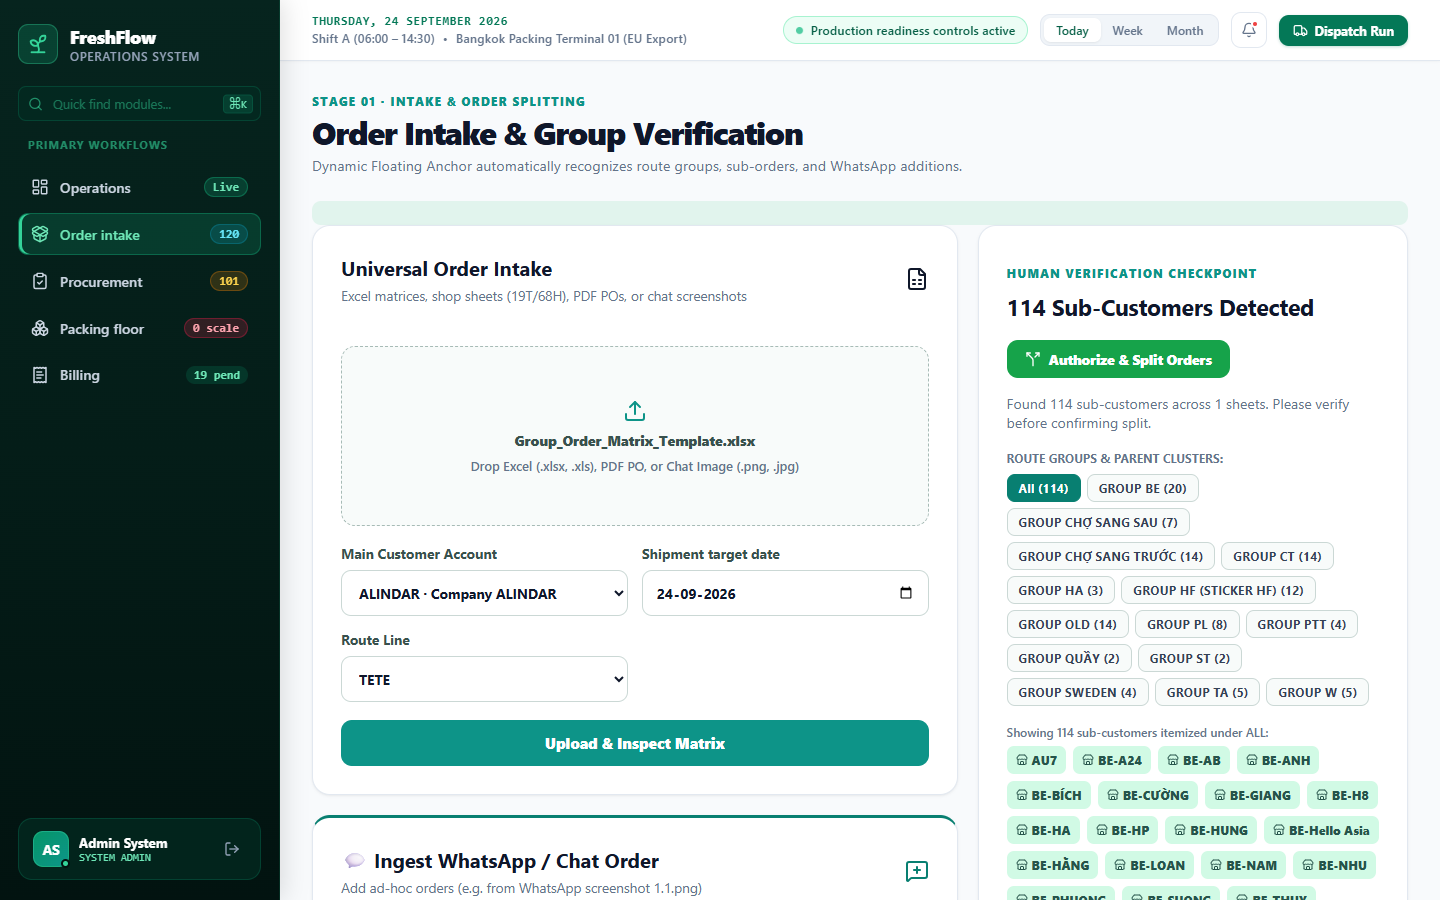 FreshFlow
OPERATIONS SYSTEM
Quick find modules...
⌘K
PRIMARY WORKFLOWS
Operations
Live
Order intake
120
Procurement
101
Packing floor
0 scale
Billing
19 pend
AS
Admin System
SYSTEM ADMIN
THURSDAY, 24 SEPTEMBER 2026
Shift A (06:00 – 14:30) • Bangkok Packing Terminal 01 (EU Export)
Production readiness controls active
Today
Week
Month
Dispatch Run
STAGE 01 · INTAKE & ORDER SPLITTING
Order Intake & Group Verification
Dynamic Floating Anchor automatically recognizes route groups, sub-orders, and WhatsApp additions.
Universal Order Intake
Excel matrices, shop sheets (19T/68H), PDF POs, or chat screenshots
Group_Order_Matrix_Template.xlsx
Drop Excel (.xlsx, .xls), PDF PO, or Chat Image (.png, .jpg)
Main Customer Account
ALINDAR · Company ALINDAR
Shipment target date
24-09-2026
Route Line
TETE
Upload & Inspect Matrix
Ingest WhatsApp / Chat Order
Add ad-hoc orders (e.g. from WhatsApp screenshot 1.1.png)
HUMAN VERIFICATION CHECKPOINT
114 Sub-Customers Detected
Authorize & Split Orders
Found 114 sub-customers across 1 sheets. Please verify
before confirming split.
ROUTE GROUPS & PARENT CLUSTERS:
All (114)
GROUP BE (20)
GROUP CHỢ SANG SAU (7)
GROUP CHỢ SANG TRƯỚC (14)
GROUP CT (14)
GROUP HA (3)
GROUP HF (STICKER HF) (12)
GROUP OLD (14)
GROUP PL (8)
GROUP PTT (4)
GROUP QUẦY (2)
GROUP ST (2)
GROUP SWEDEN (4)
GROUP TA (5)
GROUP W (5)
Showing 114 sub-customers itemized under ALL:
AU7
BE-A24
BE-AB
BE-ANH
BE-BÍCH
BE-CƯỜNG
BE-GIANG
BE-H8
BE-HA
BE-HP
BE-HUNG
BE-Hello Asia
BE-HẰNG
BE-LOAN
BE-NAM
BE-NHU
BE-PHUONG
BE-SUONG
BE-THUY